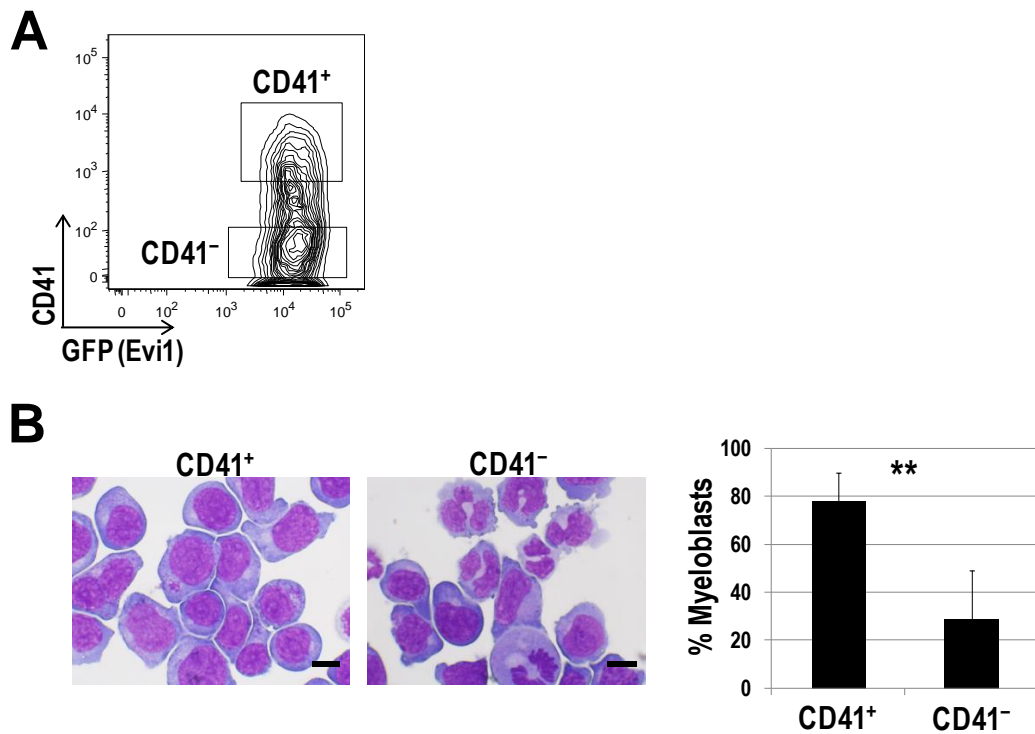 A
10⁵
CD41⁺
10⁴
10³
10²
CD41⁻
0
CD41
0 10² 10³ 10⁴ 10⁵
GFP (Evi1)
B
CD41⁺
CD41⁻
100
80
60
40
20
0
% Myeloblasts
**
CD41⁺ CD41⁻